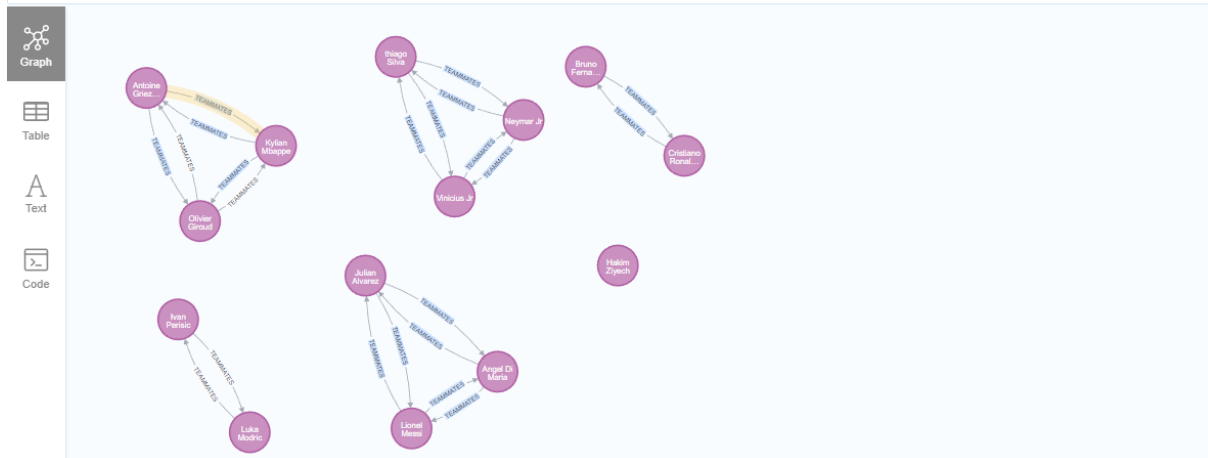 Graph
Table
Text
Code
Antoine
Griez...
TEAMMATES
TEAMMATES
Kylian
Mbappe
TEAMMATES
TEAMMATES
TEAMMATES
TEAMMATES
Olivier
Giroud
thiago
Silva
TEAMMATES
TEAMMATES
Neymar Jr
TEAMMATES
TEAMMATES
TEAMMATES
TEAMMATES
Vinicius Jr
Bruno
Ferna...
TEAMMATES
TEAMMATES
Cristiano
Ronal...
Hakim
Ziyech
Ivan
Perisic
TEAMMATES
TEAMMATES
Luka
Modric
Julian
Alvarez
TEAMMATES
TEAMMATES
TEAMMATES
TEAMMATES
Angel Di
Maria
TEAMMATES
TEAMMATES
Lionel
Messi